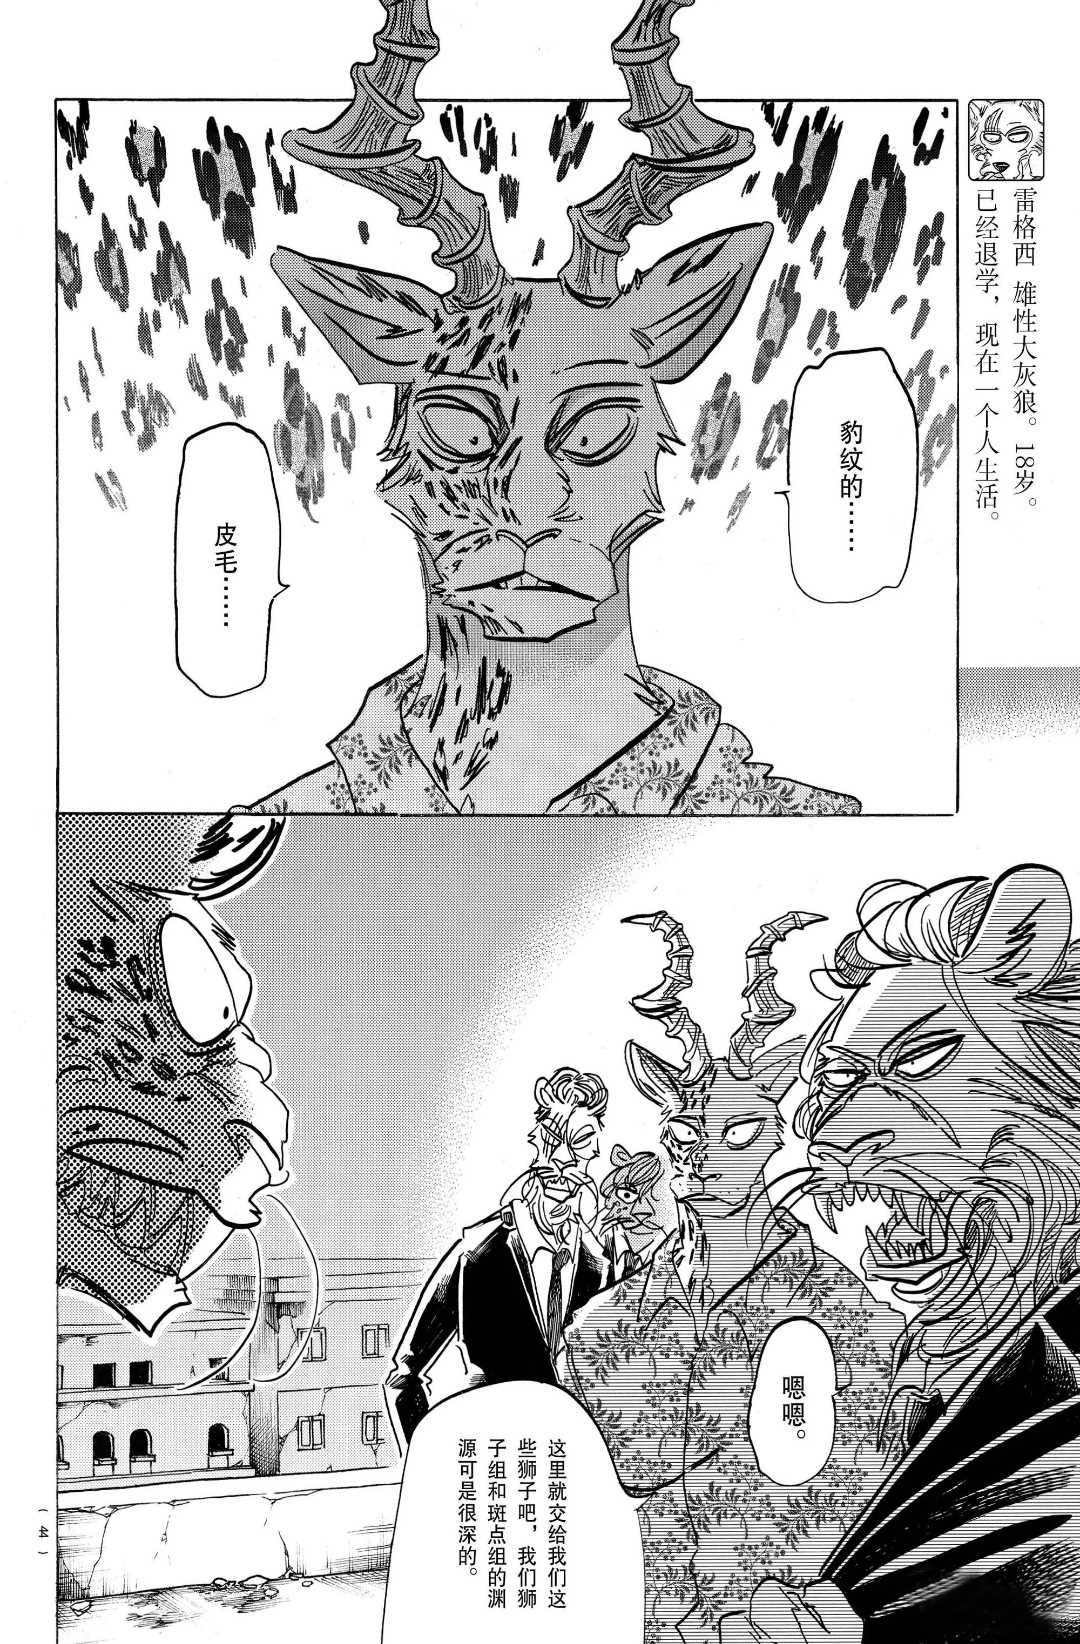 雷格西 雄性大灰狼。18岁。
已经退学，现在一个人生活。
豹纹的……
皮毛……
嗯嗯。
这里就交给我们这
些狮子吧，我们狮
子组和斑点组的渊
源可是很深的。
（4）